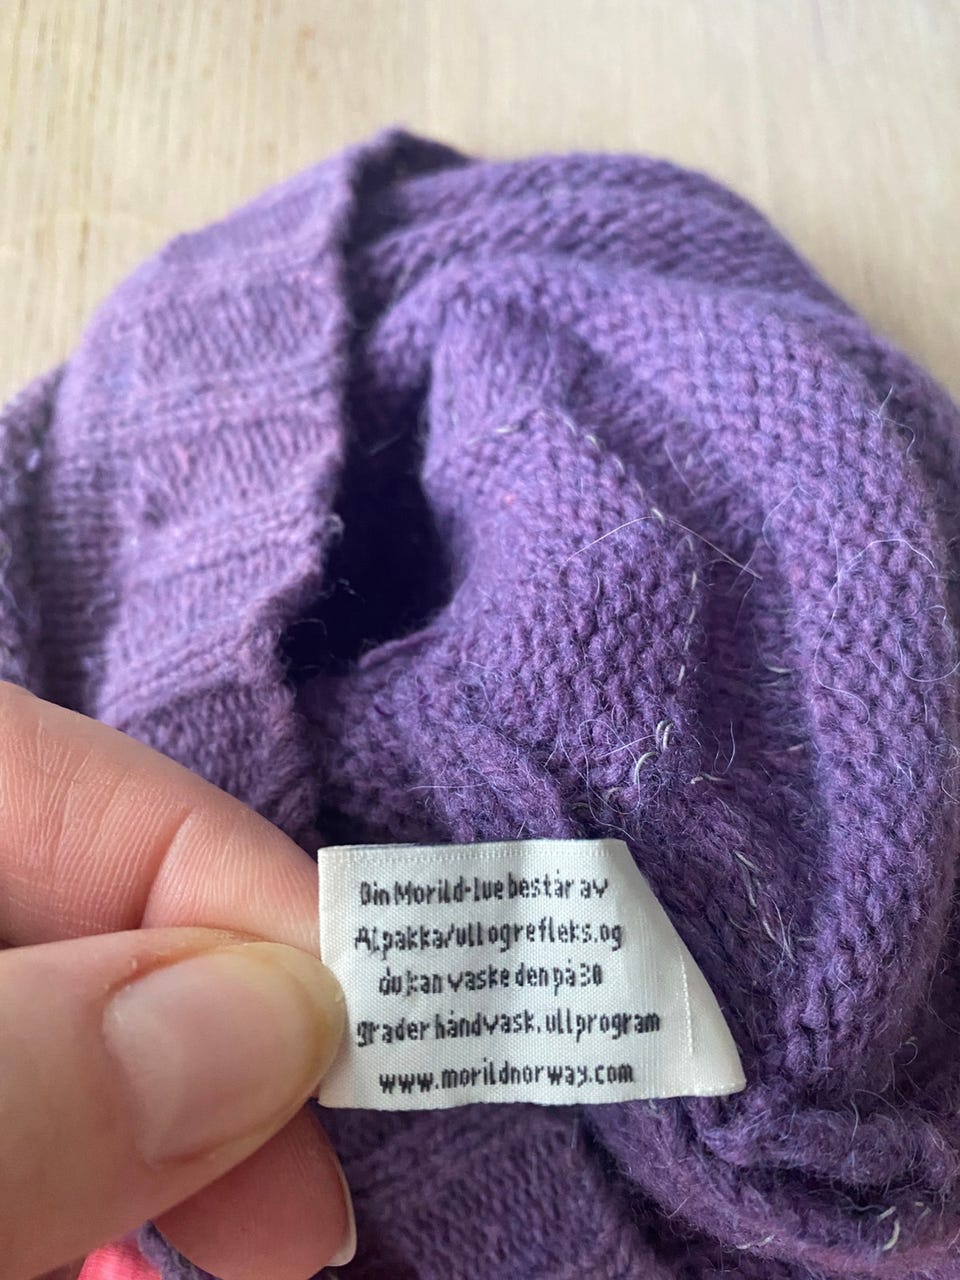 Din Morild-lue består av
Alpakka/ull og refleks, og
du kan vaske den på 30
grader håndvask, ullprogram
www.morildnorway.com